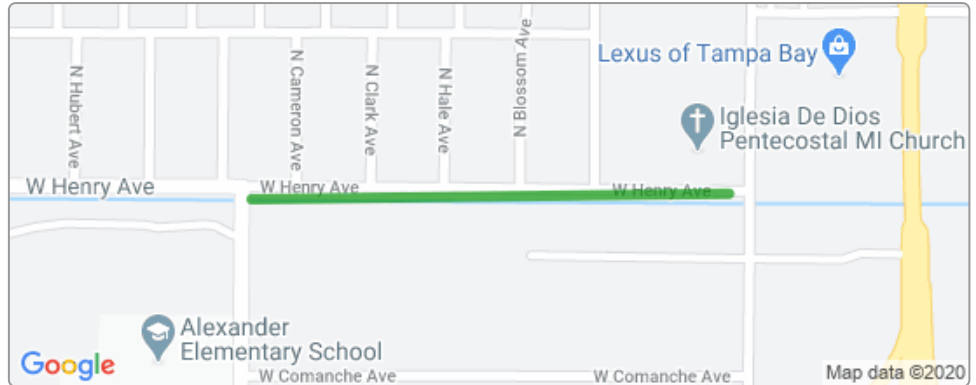 Lexus of Tampa Bay
N Hubert Ave
N Cameron Ave
N Clark Ave
N Hale Ave
N Blossom Ave
Iglesia De Dios
Pentecostal MI Church
W Henry Ave
W Henry Ave
W Henry Ave
Alexander
Elementary School
Google
W Comanche Ave
W Comanche Ave
Map data ©2020